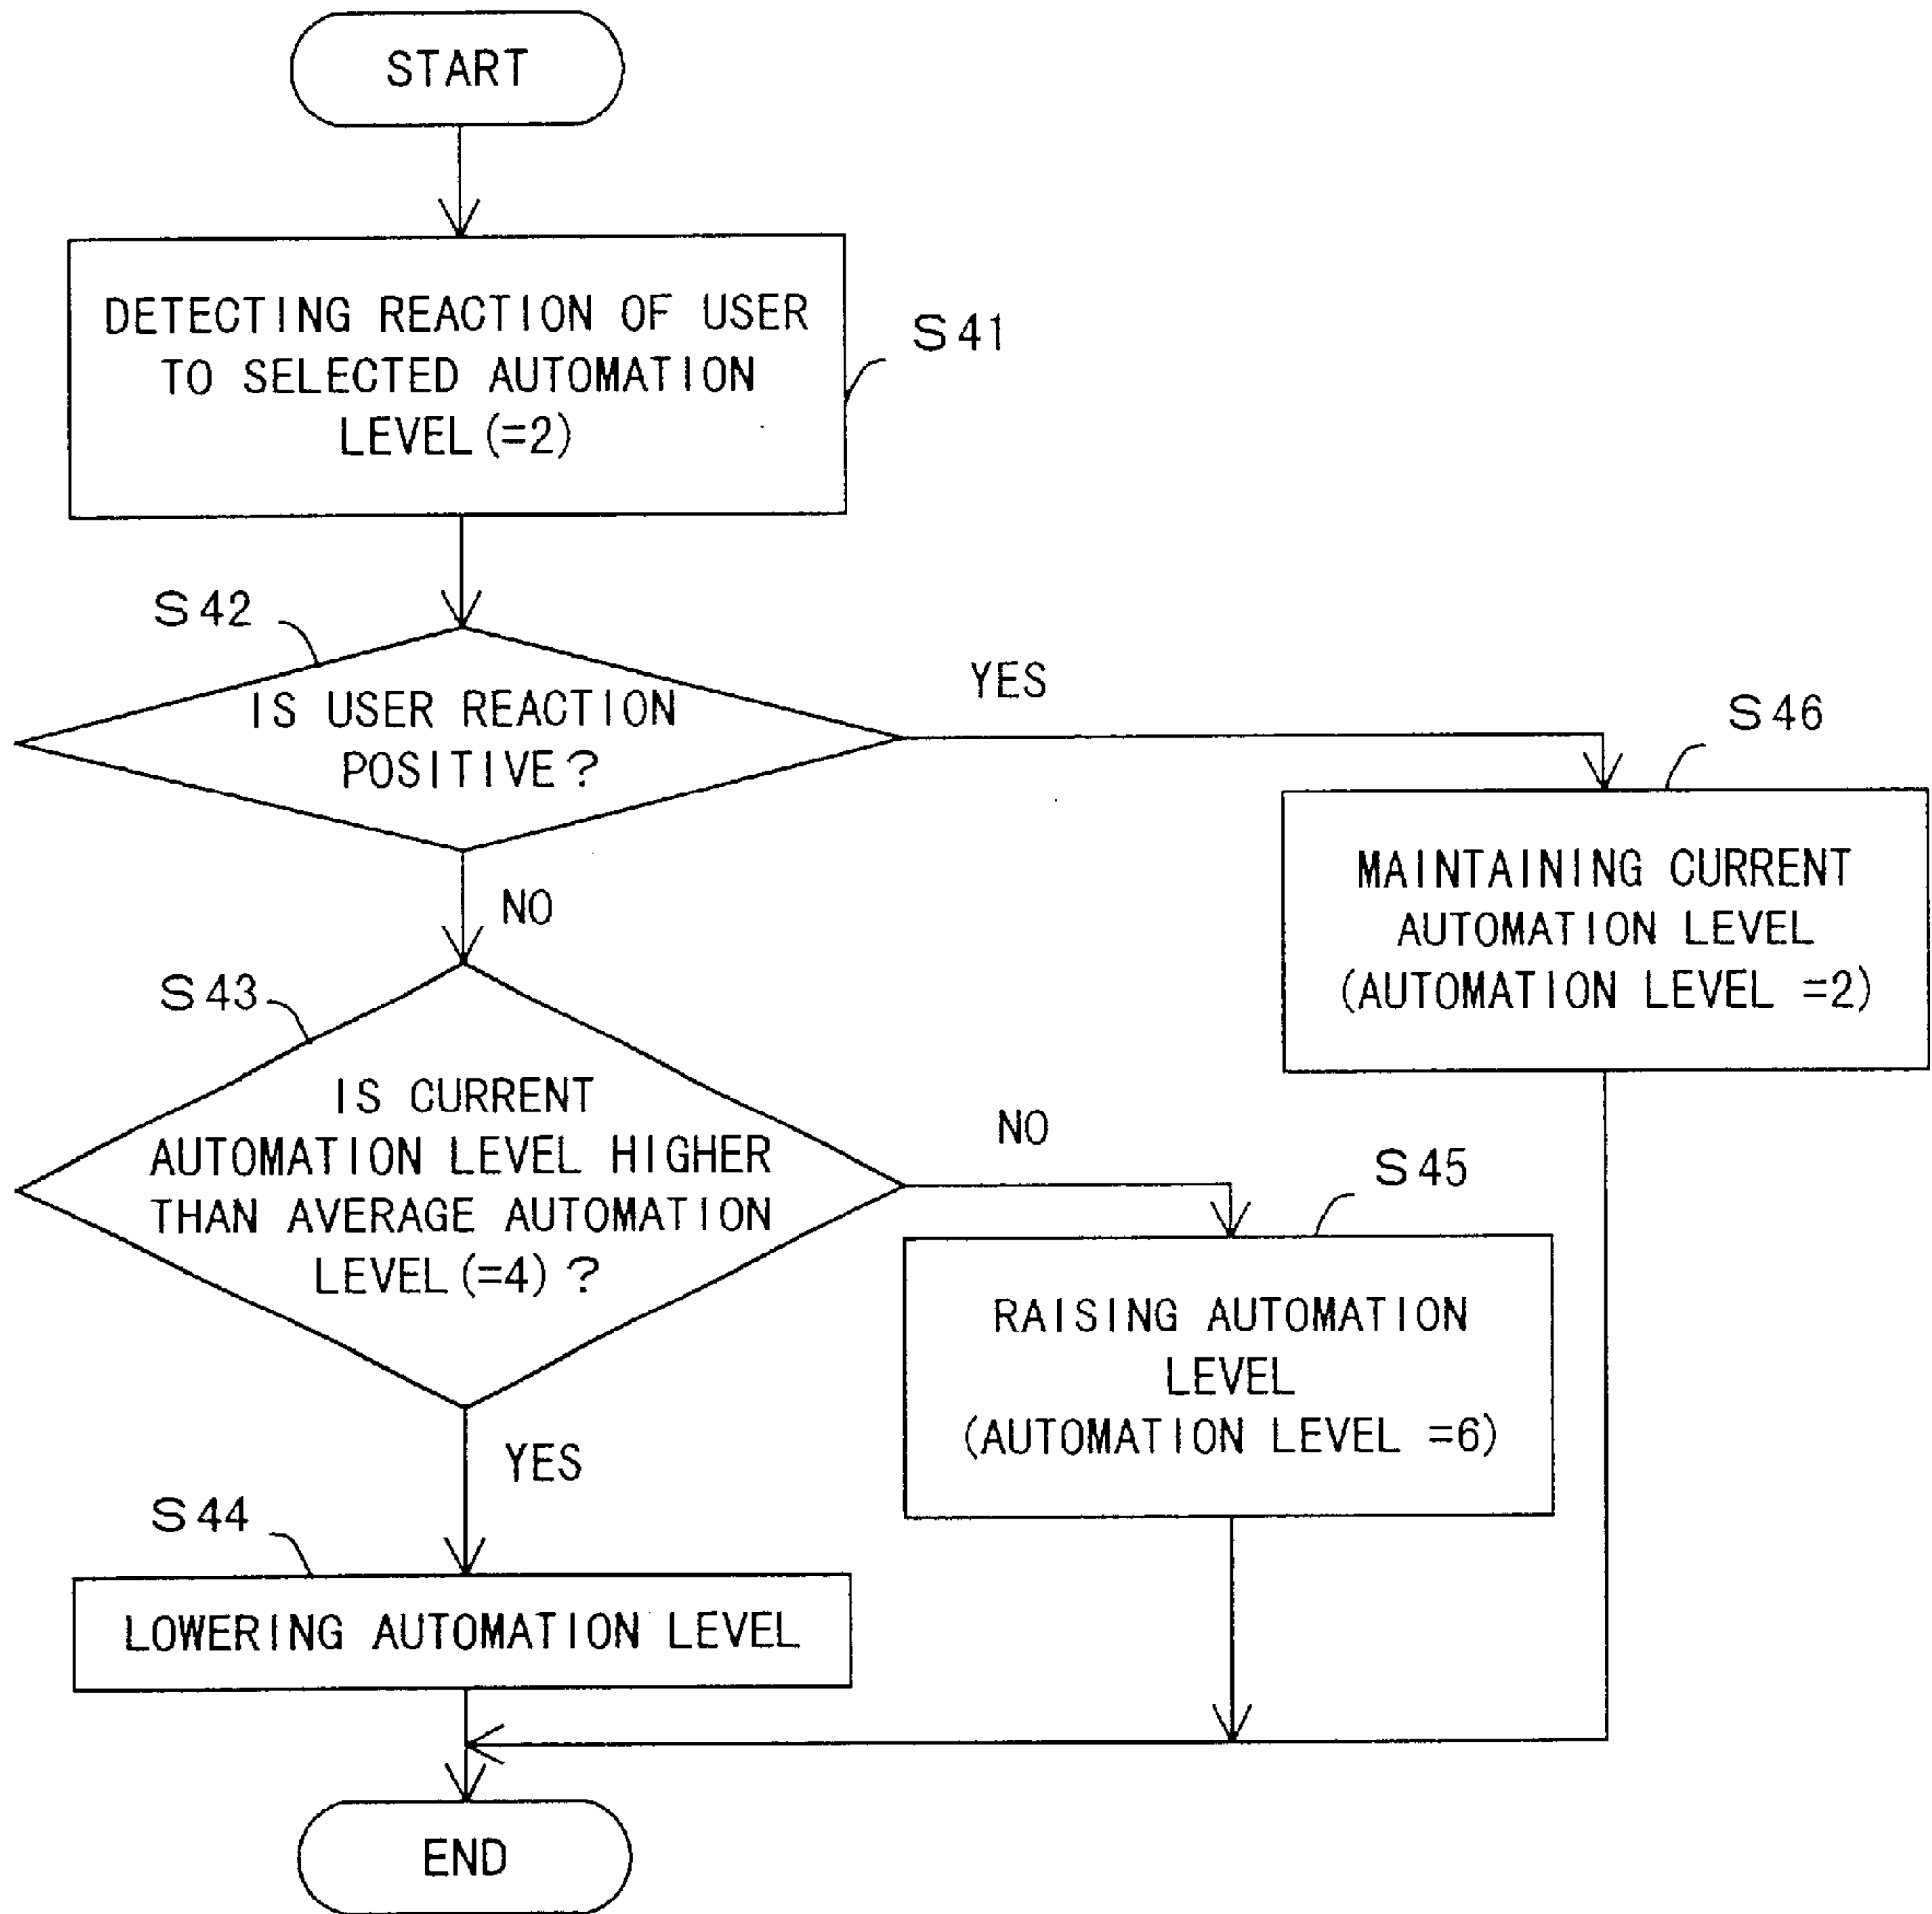 START
DETECTING REACTION OF USER
TO SELECTED AUTOMATION
LEVEL(=2)
S41
S42
IS USER REACTION
POSITIVE?
YES
NO
S46
MAINTAINING CURRENT
AUTOMATION LEVEL
(AUTOMATION LEVEL =2)
S43
IS CURRENT
AUTOMATION LEVEL HIGHER
THAN AVERAGE AUTOMATION
LEVEL(=4)?
NO
S45
RAISING AUTOMATION
LEVEL
(AUTOMATION LEVEL =6)
YES
S44
LOWERING AUTOMATION LEVEL
END